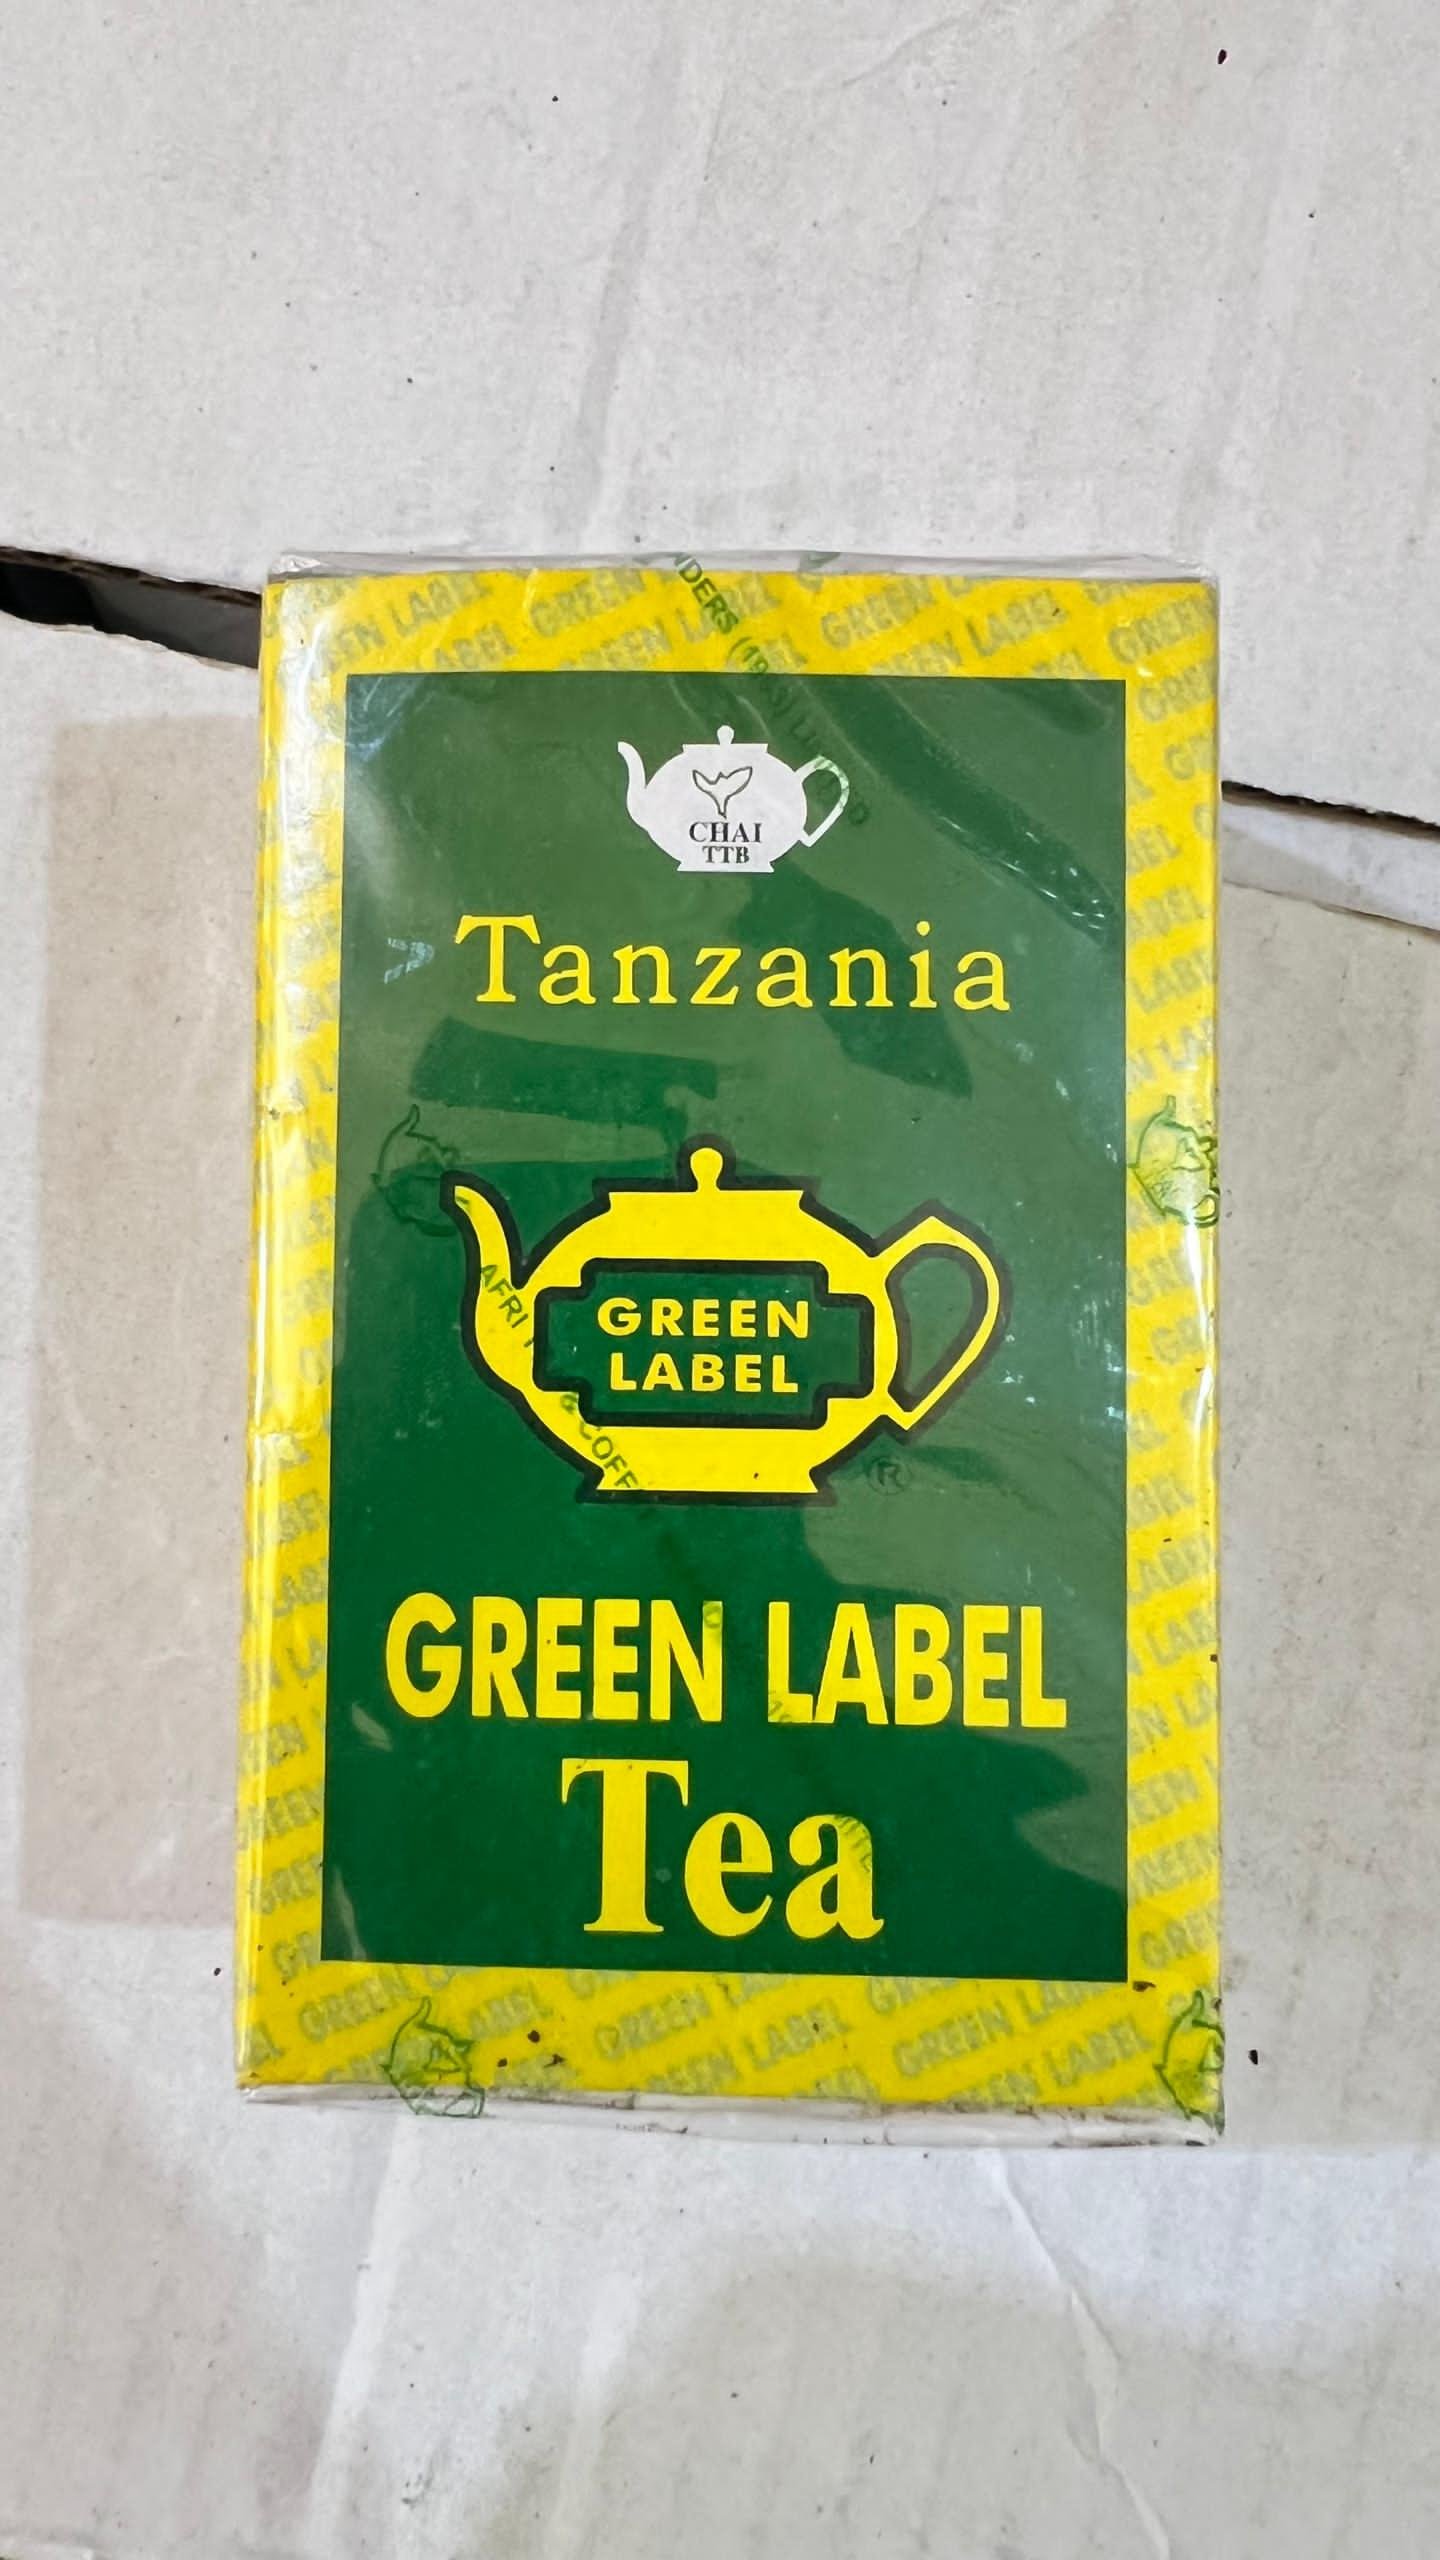 CHAI
TTB
Tanzania
GREEN
LABEL
®
GREEN LABEL
Tea